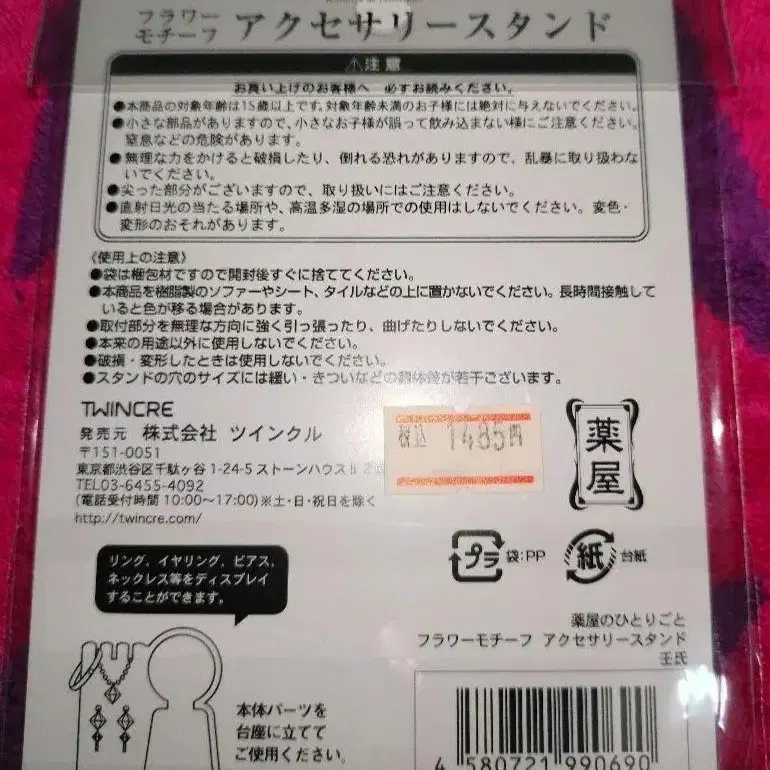 フラワーモチーフ アクセサリースタンド
⚠注意
お買い上げのお客様へ 必ずお読みください。
●本商品の対象年齢は15歳以上です。対象年齢未満のお子様には絶対に与えないでください。
●小さな部品がありますので、小さなお子様が誤って飲み込まない様にご注意ください。
窒息などの危険があります。
●無理な力をかけると破損したり、倒れる恐れがありますので、乱暴に取り扱わな
いでください。
●尖った部分がございますので、取り扱いにはご注意ください。
●直射日光の当たる場所や、高温多湿の場所での使用はしないでください。変色・
変形のおそれがあります。
〈使用上の注意〉
●袋は梱包材ですので開封後すぐに捨ててください。
●本商品を樹脂製のソファーやシート、タイルなどの上に置かないでください。長時間接触して
いると色が移る場合があります。
●取付部分を無理な方向に強く引っ張ったり、曲げたりしないでください。
●本来の用途以外に使用しないでください。
●破損・変形したときは使用しないでください。
●スタンドの穴のサイズには緩い・きついなどの個体差が若干ございます。
TWINCRE
発売元 株式会社 ツインクル
〒151-0051
東京都渋谷区千駄ヶ谷1-24-5 ストーンハウスⅡ2
TEL03-6455-4092
(電話受付時間 10:00〜17:00)※土・日・祝日を除く
http://twincre.com/
税込 1485円
薬屋
プラ 袋:PP
紙 台紙
リング、イヤリング、ピアス、
ネックレス等をディスプレイ
することができます。
薬屋のひとりごと
フラワーモチーフ アクセサリースタンド
壬氏
本体パーツを
台座に立てて
ご使用ください。
4 580721 990690